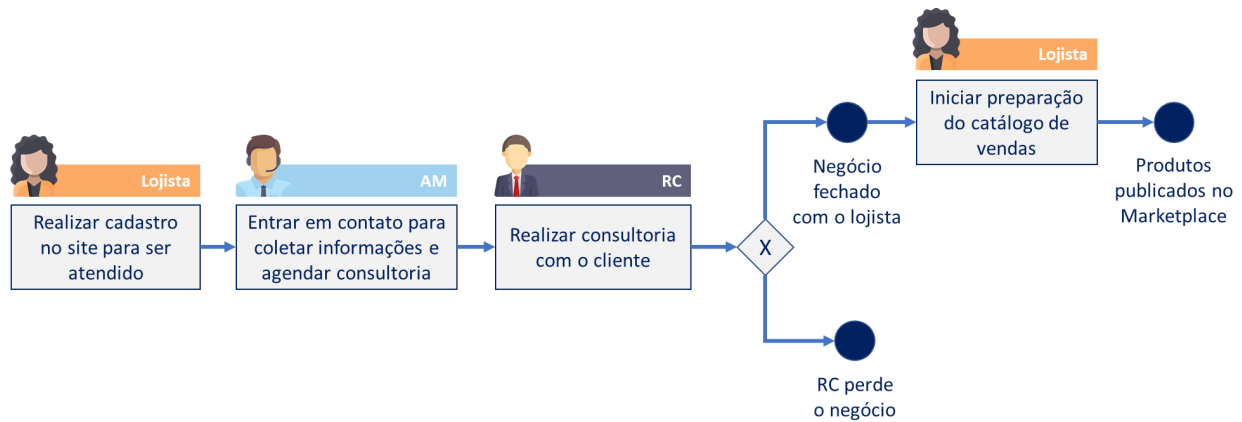 Lojista
Realizar cadastro
no site para ser
atendido
AM
Entrar em contato para
coletar informações e
agendar consultoria
RC
Realizar consultoria
com o cliente
X
Negócio
fechado
com o lojista
Lojista
Iniciar preparação
do catálogo de
vendas
Produtos
publicados no
Marketplace
RC perde
o negócio